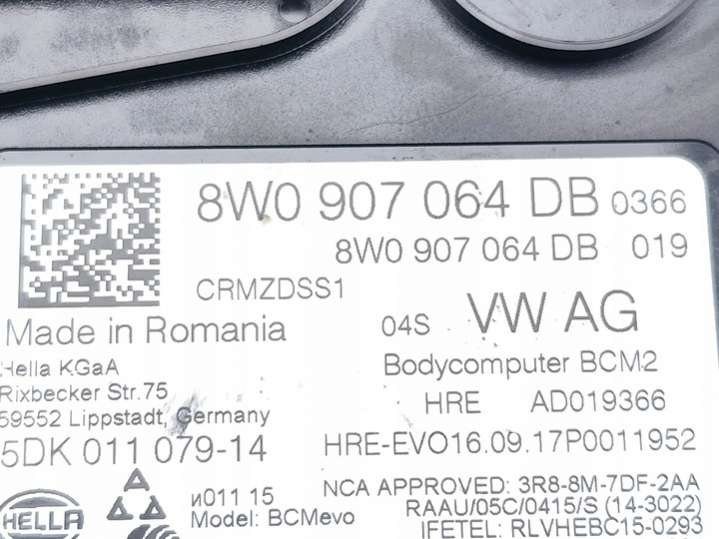 8W0 907 064 DB 0366
8W0 907 064 DB 019
CRMZDSS1
Made in Romania
04S VW AG
Hella KGaA
Bodycomputer BCM2
Rixbecker Str.75
HRE AD019366
59552 Lippstadt, Germany
5DK 011 079-14
HRE-EVO16.09.17P0011952
NCA APPROVED: 3R8-8M-7DF-2AA
и011 15
RAAU/05C/0415/S (14-3022)
Model: BCMevo
IFETEL: RLVHEBC15-0293
HELLA